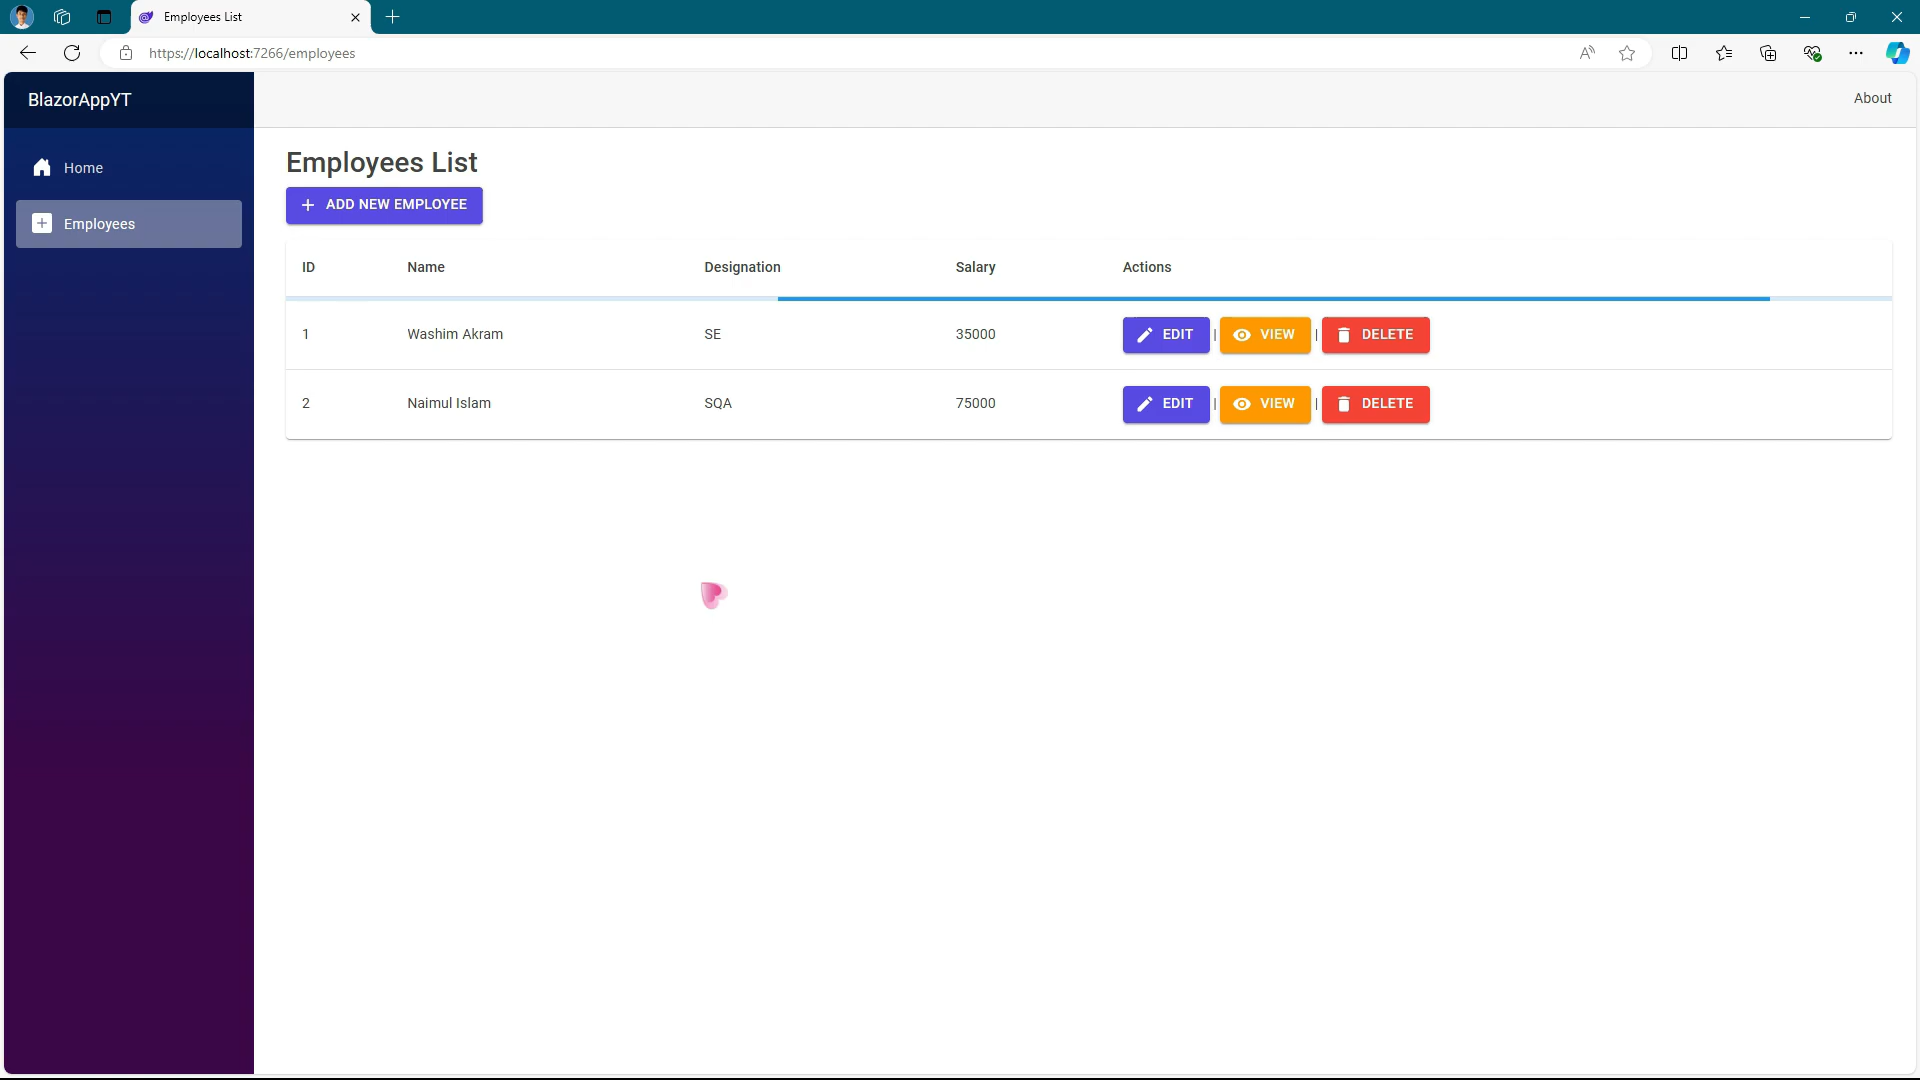 Employees List
https://localhost:7266/employees
BlazorAppYT
About
Home
Employees
Employees List
+ ADD NEW EMPLOYEE
ID Name Designation Salary Actions
1 Washim Akram SE 35000 EDIT | VIEW | DELETE
2 Naimul Islam SQA 75000 EDIT | VIEW | DELETE